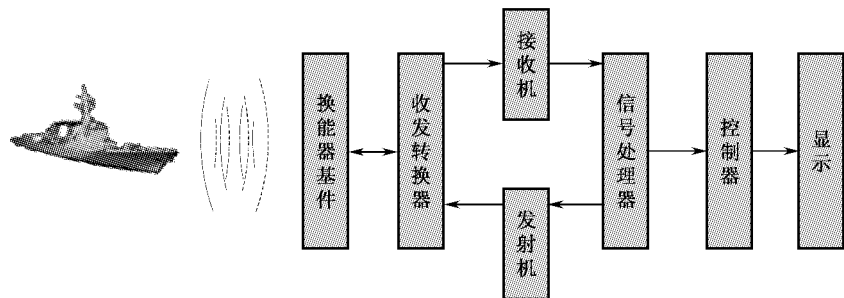 换能器基件
收发转换器
接收机
发射机
信号处理器
控制器
显示